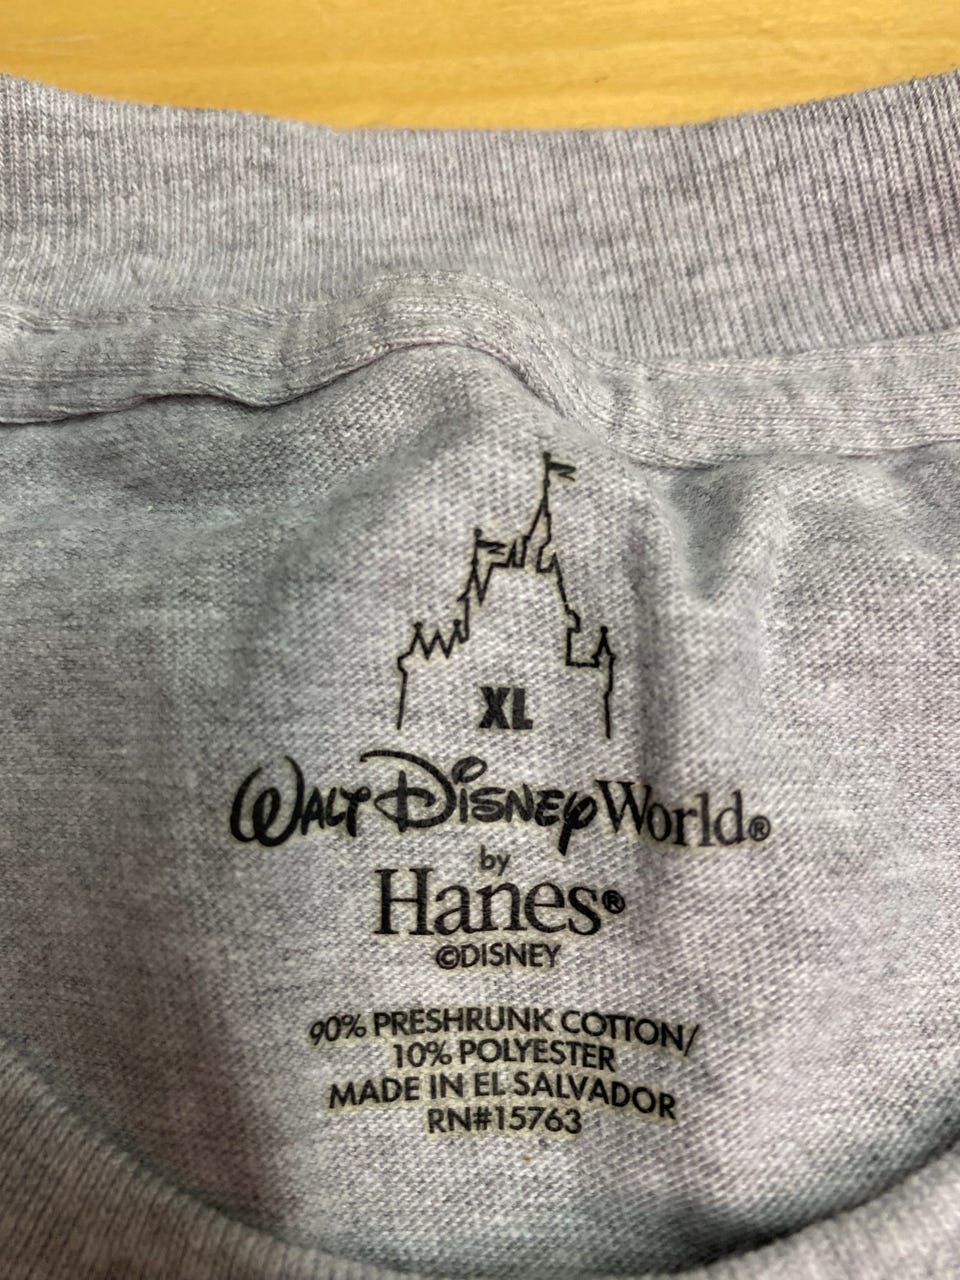 XL
Walt Disney World®
by
Hanes®
©DISNEY
90% PRESHRUNK COTTON/
10% POLYESTER
MADE IN EL SALVADOR
RN#15763